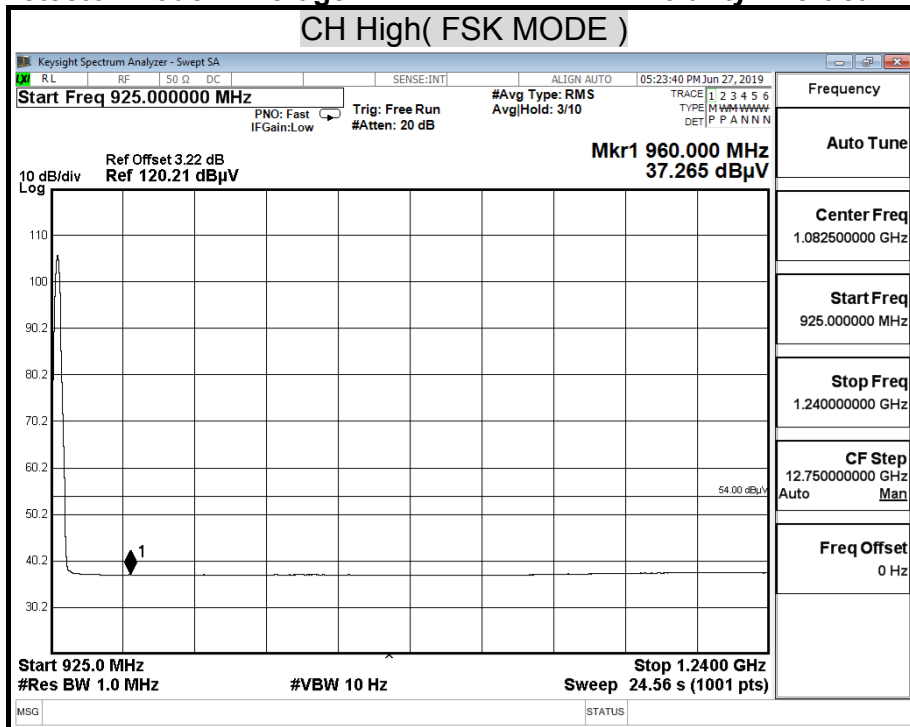 CH High( FSK MODE )
Keysight Spectrum Analyzer - Swept SA
LXI RL RF 50 Ω DC SENSE:INT ALIGN AUTO 05:23:40 PM Jun 27, 2019
Start Freq 925.000000 MHz
PNO: Fast
IFGain:Low
Trig: Free Run
#Atten: 20 dB
#Avg Type: RMS
Avg|Hold: 3/10
TRACE 1 2 3 4 5 6
TYPE M WM WWWW
DET P P A N N N
Mkr1 960.000 MHz
37.265 dBµV
Ref Offset 3.22 dB
10 dB/div Ref 120.21 dBµV
Log
110
100
90.2
80.2
70.2
60.2
54.00 dBµV
50.2
40.2
1
30.2
Start 925.0 MHz Stop 1.2400 GHz
#Res BW 1.0 MHz #VBW 10 Hz Sweep 24.56 s (1001 pts)
MSG STATUS
Frequency
Auto Tune
Center Freq
1.082500000 GHz
Start Freq
925.000000 MHz
Stop Freq
1.240000000 GHz
CF Step
12.750000000 GHz
Auto Man
Freq Offset
0 Hz